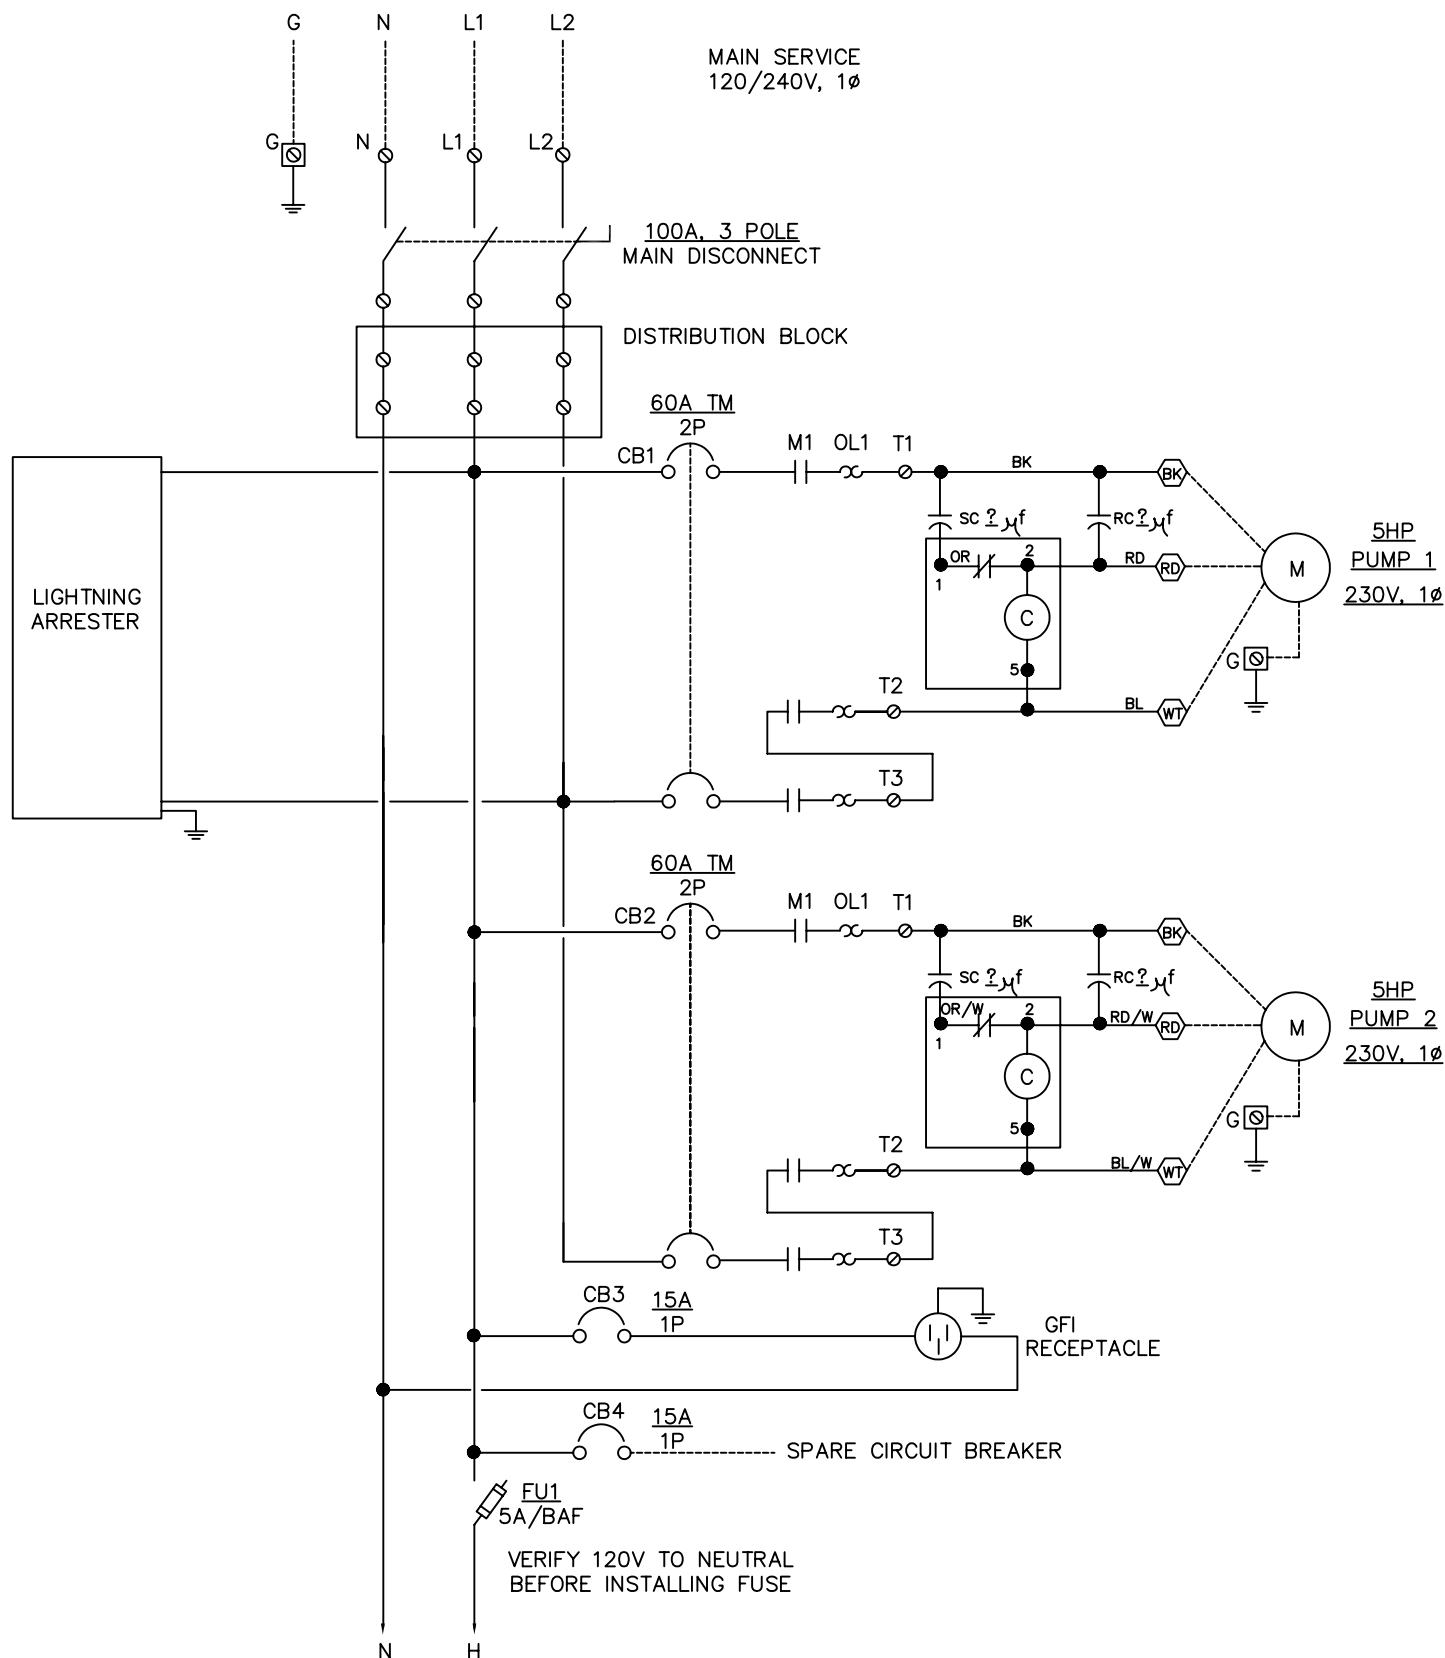 G N L1 L2
MAIN SERVICE
120/240V, 1ø
G N L1 L2
100A, 3 POLE
MAIN DISCONNECT
DISTRIBUTION BLOCK
60A TM
2P
CB1 M1 OL1 T1
BK BK
SC ? µf RC ? µf
OR 2 RD RD
1
C
5
M
5HP
PUMP 1
230V, 1ø
G
LIGHTNING
ARRESTER
T2
BL WT
T3
60A TM
2P
CB2 M1 OL1 T1
BK BK
SC ? µf RC ? µf
OR/W 2 RD/W RD
1
C
5
M
5HP
PUMP 2
230V, 1ø
G
T2
BL/W WT
T3
CB3 15A
1P
GFI
RECEPTACLE
CB4 15A
1P
SPARE CIRCUIT BREAKER
FU1
5A/BAF
VERIFY 120V TO NEUTRAL
BEFORE INSTALLING FUSE
N H